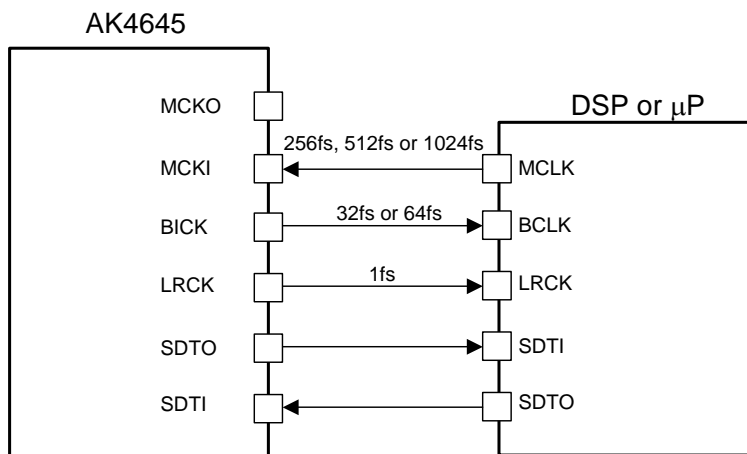 AK4645
DSP or μP
MCKO
256fs, 512fs or 1024fs
MCKI
MCLK
32fs or 64fs
BICK
BCLK
1fs
LRCK
LRCK
SDTO
SDTI
SDTI
SDTO